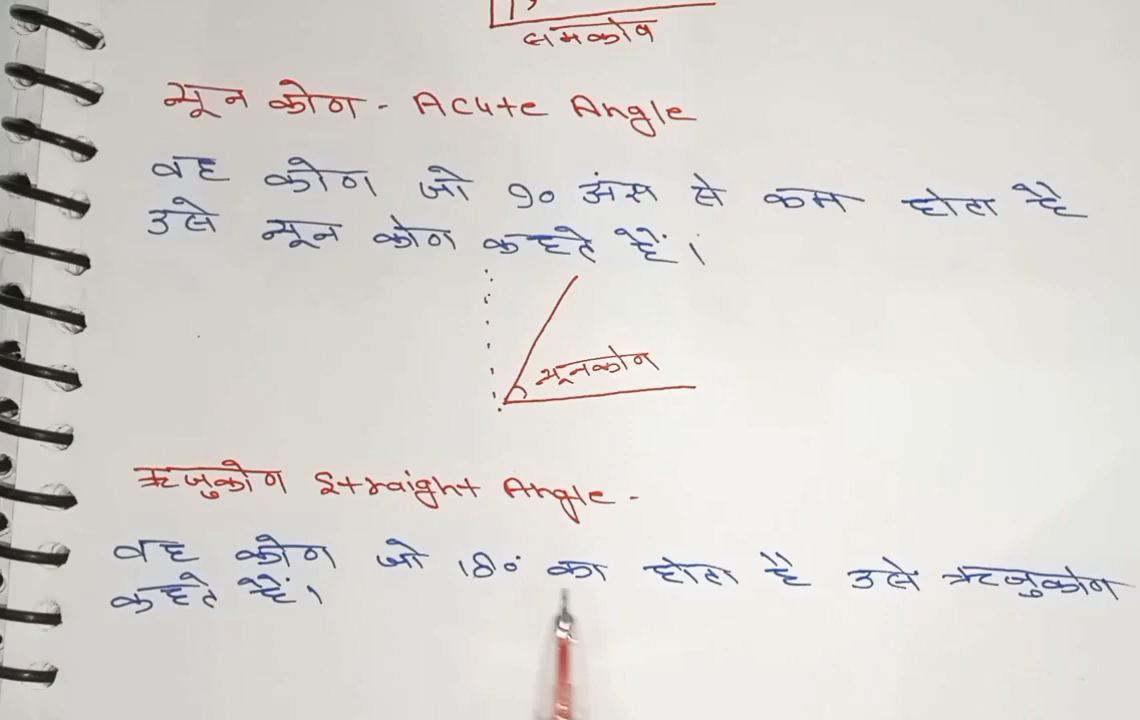 समकोण
न्यून कोण - Acute Angle
वह कोण जो 90 अंस से कम होता है
उसे न्यून कोण कहते हैं।
न्यूनकोण
ऋजुकोण Straight Angle -
वह कोण जो 180° का होता है उसे ऋजुकोण
कहते हैं।